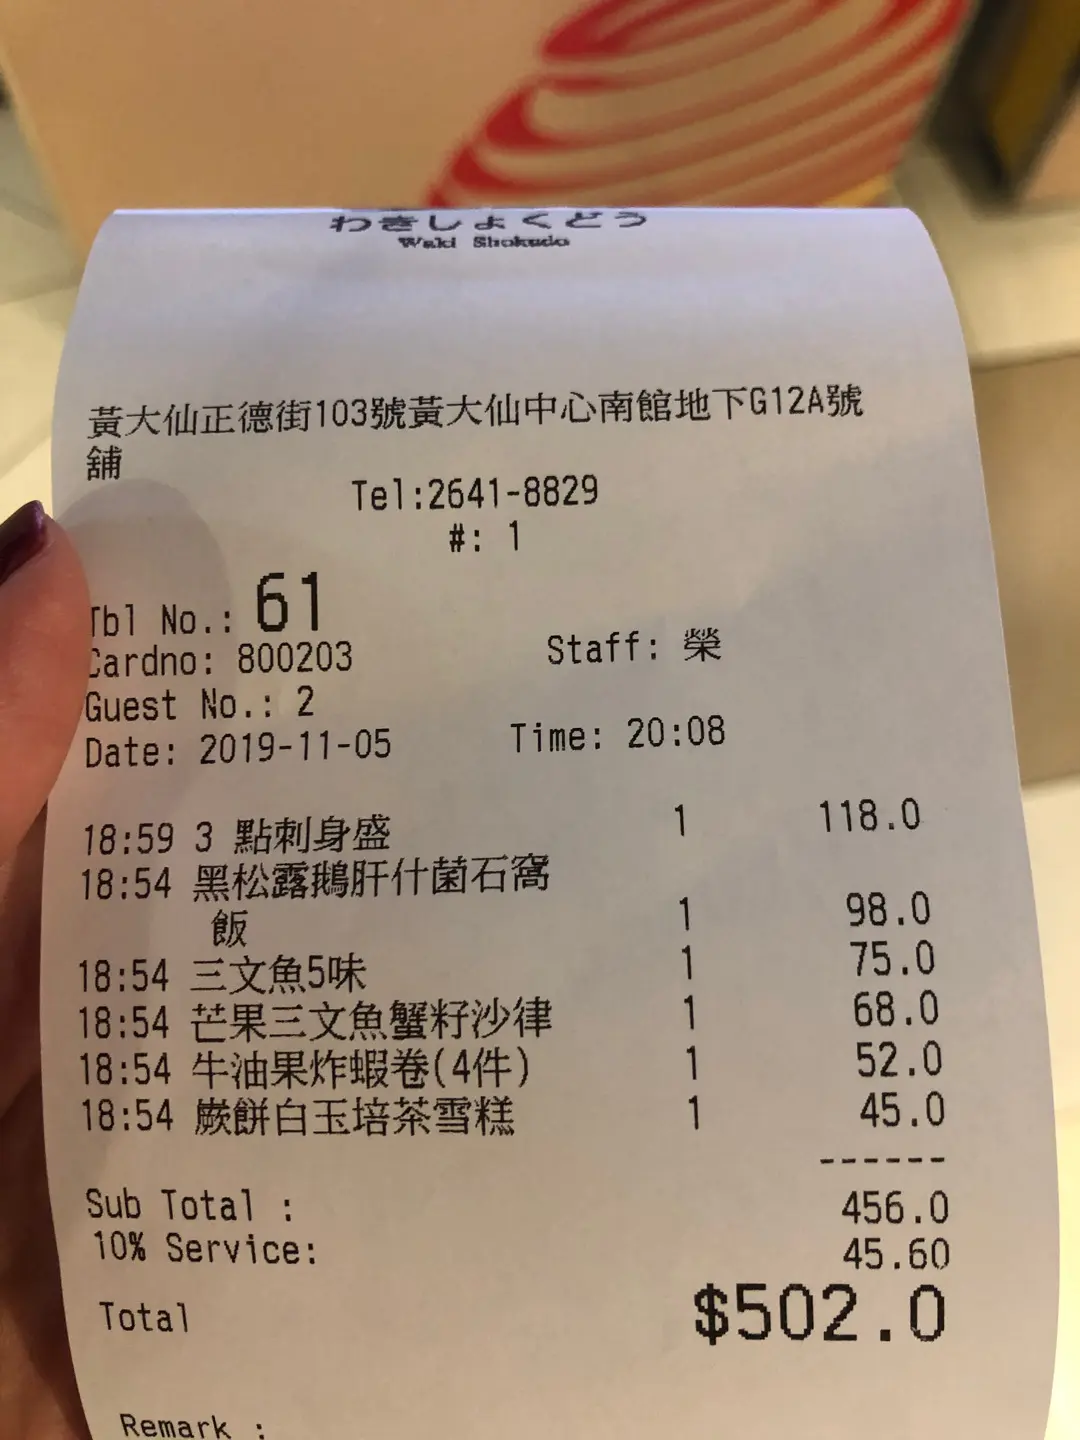 わきしょくどう
Waki Shokudo
黃大仙正德街103號黃大仙中心南館地下G12A號
舖
Tel:2641-8829
#: 1
Tbl No.: 61
Cardno: 800203 Staff: 榮
Guest No.: 2
Date: 2019-11-05 Time: 20:08
18:59 3 點刺身盛 1 118.0
18:54 黑松露鵝肝什菌石窩
飯 1 98.0
18:54 三文魚5味 1 75.0
18:54 芒果三文魚蟹籽沙律 1 68.0
18:54 牛油果炸蝦卷(4件) 1 52.0
18:54 蕨餅白玉培茶雪糕 1 45.0
------
Sub Total : 456.0
10% Service: 45.60
Total $502.0
Remark :